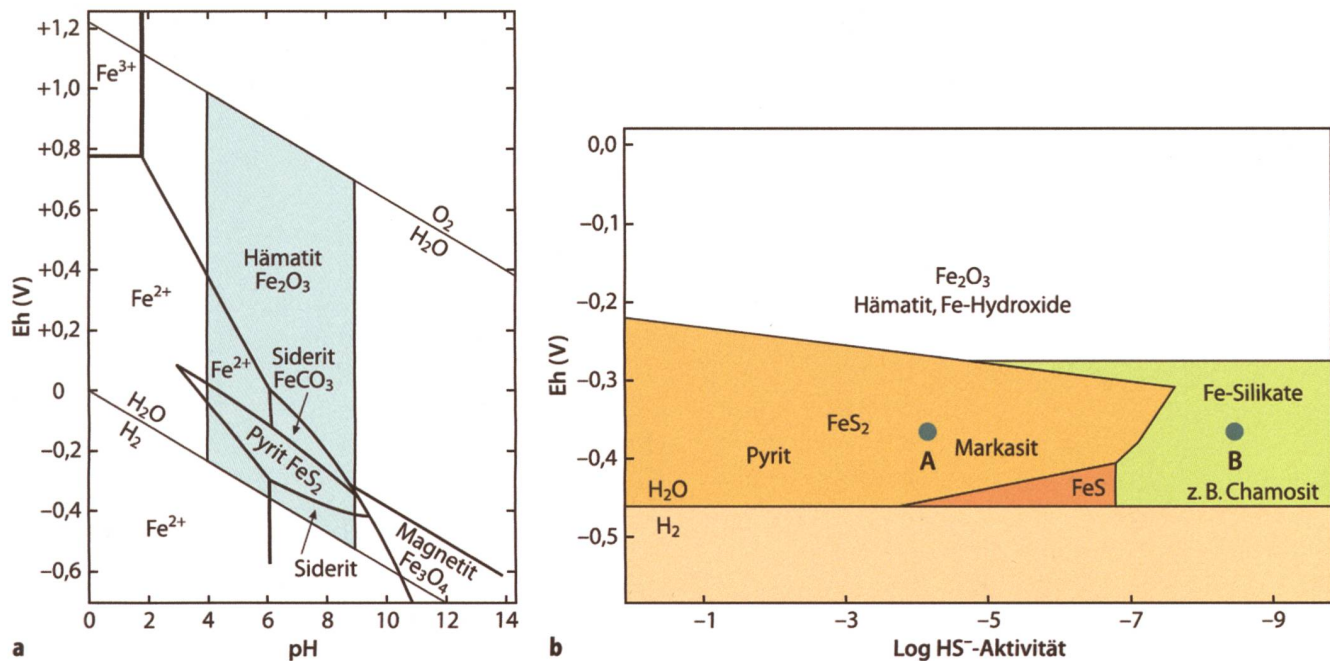 +1,2
+1,0
+0,8
+0,6
+0,4
+0,2
0
−0,2
−0,4
−0,6
Eh (V)
Fe3+
Fe2+
Hämatit
Fe2O3
O2
H2O
Fe2+
Siderit
FeCO3
H2O
H2
Pyrit FeS2
Fe2+
Siderit
Magnetit
Fe3O4
0 2 4 6 8 10 12 14
pH
a
0,0
−0,1
−0,2
−0,3
−0,4
−0,5
Eh (V)
Fe2O3
Hämatit, Fe-Hydroxide
Fe-Silikate
FeS2
Pyrit
A
Markasit
B
FeS
z. B. Chamosit
H2O
H2
−1 −3 −5 −7 −9
Log HS−-Aktivität
b